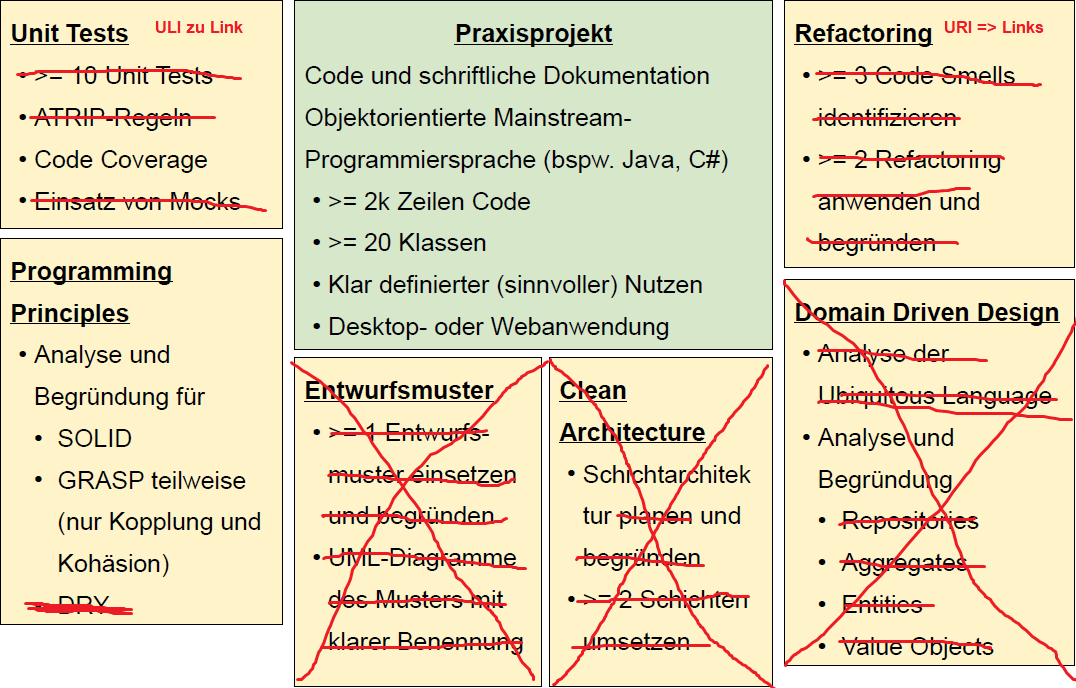 Unit Tests ULI zu Link
• >= 10 Unit Tests
• ATRIP-Regeln
• Code Coverage
• Einsatz von Mocks
Programming
Principles
• Analyse und
Begründung für
• SOLID
• GRASP teilweise
(nur Kopplung und
Kohäsion)
• DRY
Praxisprojekt
Code und schriftliche Dokumentation
Objektorientierte Mainstream-
Programmiersprache (bspw. Java, C#)
• >= 2k Zeilen Code
• >= 20 Klassen
• Klar definierter (sinnvoller) Nutzen
• Desktop- oder Webanwendung
Entwurfsmuster
• >= 1 Entwurfs-
muster einsetzen
und begründen
• UML-Diagramme
des Musters mit
klarer Benennung
Clean
Architecture
• Schichtarchitek
tur planen und
begründen
• >= 2 Schichten
umsetzen
Refactoring URI => Links
• >= 3 Code Smells
identifizieren
• >= 2 Refactoring
anwenden und
begründen
Domain Driven Design
• Analyse der
Ubiquitous Language
• Analyse und
Begründung
• Repositories
• Aggregates
• Entities
• Value Objects